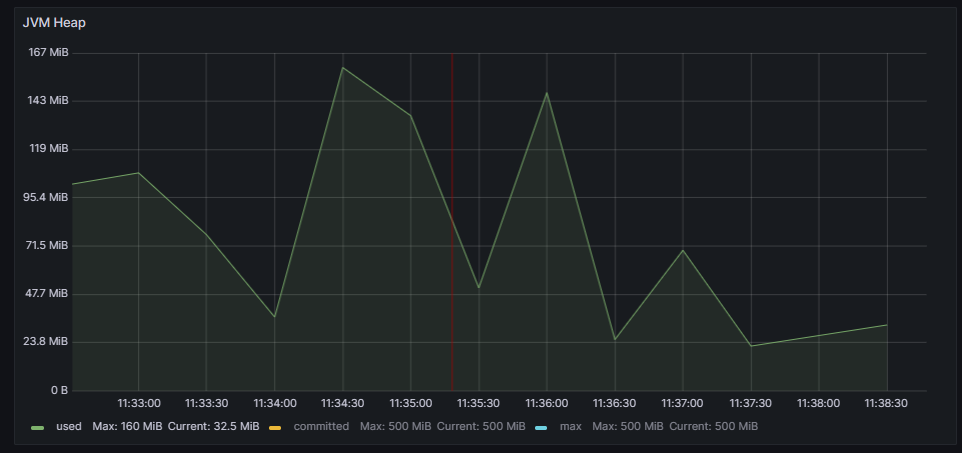 JVM Heap
167 MiB
143 MiB
119 MiB
95.4 MiB
71.5 MiB
47.7 MiB
23.8 MiB
0 B
11:33:00 11:33:30 11:34:00 11:34:30 11:35:00 11:35:30 11:36:00 11:36:30 11:37:00 11:37:30 11:38:00 11:38:30
used Max: 160 MiB Current: 32.5 MiB committed Max: 500 MiB Current: 500 MiB max Max: 500 MiB Current: 500 MiB